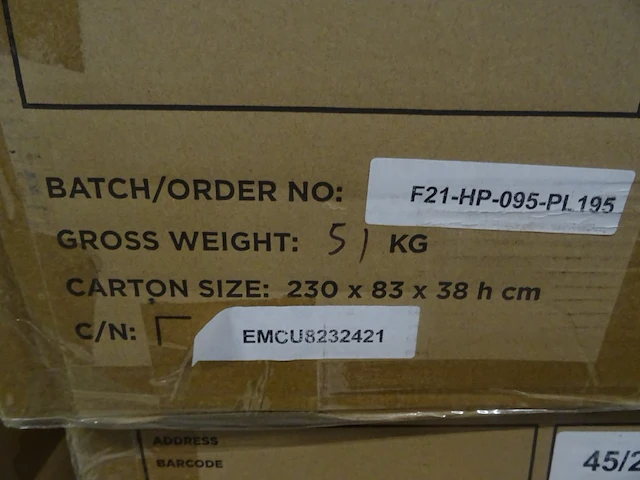 BATCH/ORDER NO: F21-HP-095-PL195
GROSS WEIGHT: 51 KG
CARTON SIZE: 230 x 83 x 38 h cm
C/N: EMCU8232421
ADDRESS
BARCODE
45/2